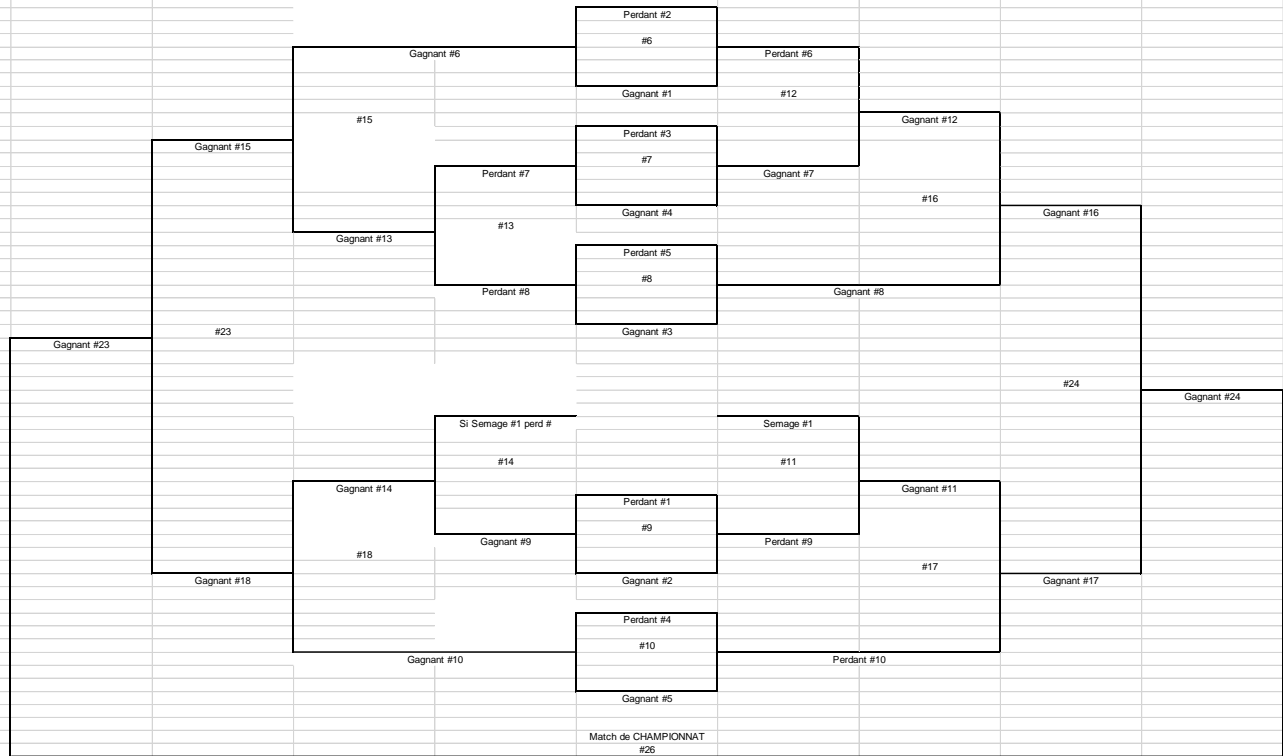 Perdant #2
#6
Gagnant #6
Perdant #6
Gagnant #1
#12
#15
Gagnant #12
Perdant #3
Gagnant #15
#7
Perdant #7
Gagnant #7
#16
Gagnant #4
Gagnant #16
#13
Gagnant #13
Perdant #5
#8
Perdant #8
Gagnant #8
#23
Gagnant #3
Gagnant #23
#24
Gagnant #24
Si Semage #1 perd #
Semage #1
#14
#11
Gagnant #14
Gagnant #11
Perdant #1
#9
Gagnant #9
Perdant #9
#18
#17
Gagnant #18
Gagnant #2
Gagnant #17
Perdant #4
#10
Gagnant #10
Perdant #10
Gagnant #5
Match de CHAMPIONNAT
#26